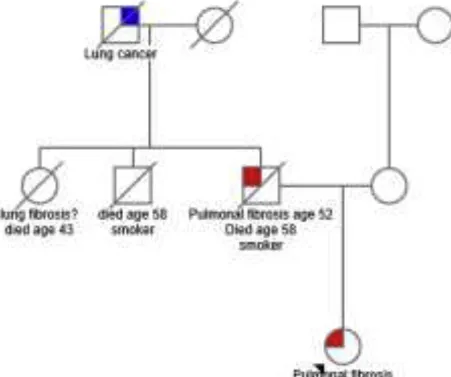 Lung cancer
lung fibrosis?
died age 43
died age 58
smoker
Pulmonal fibrosis age 52
Died age 58
smoker
Pulmonal fibrosis